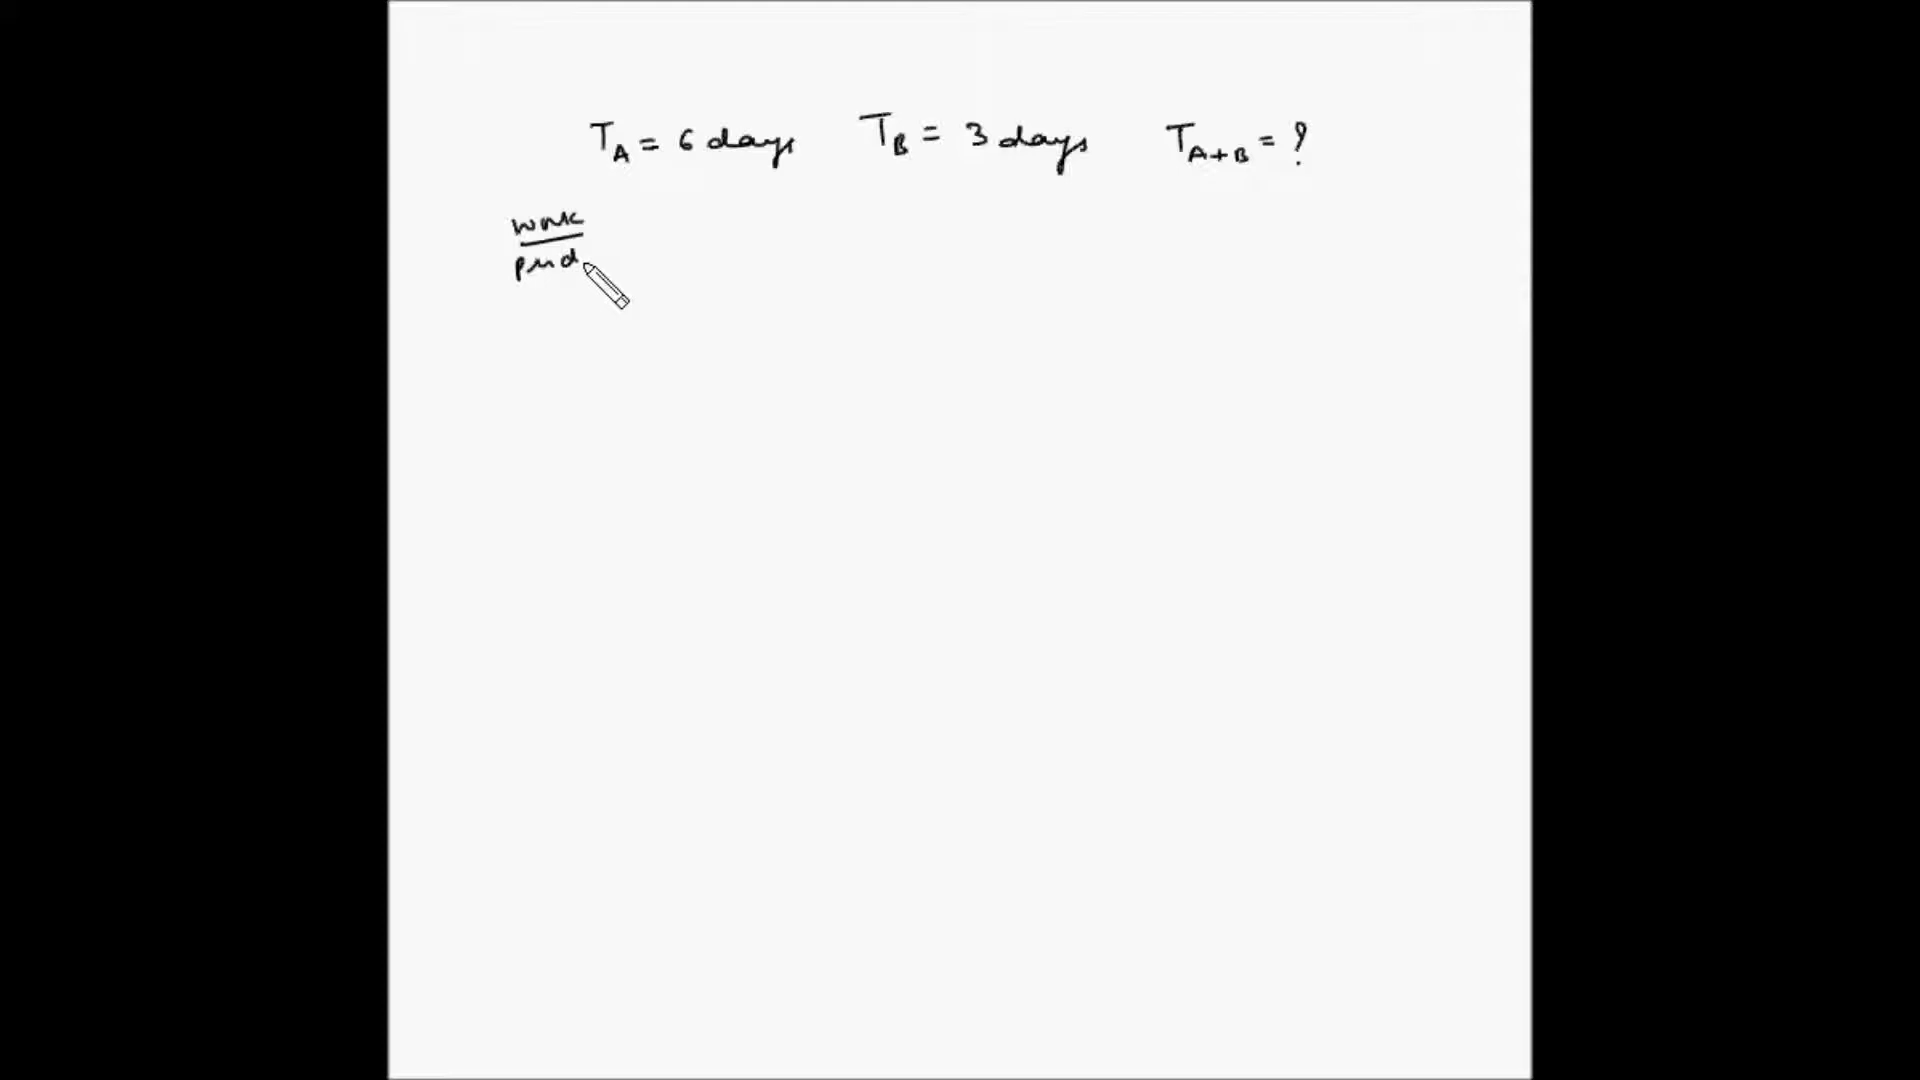 T_A = 6 days T_B = 3 days T_A+B = ?
work
prod